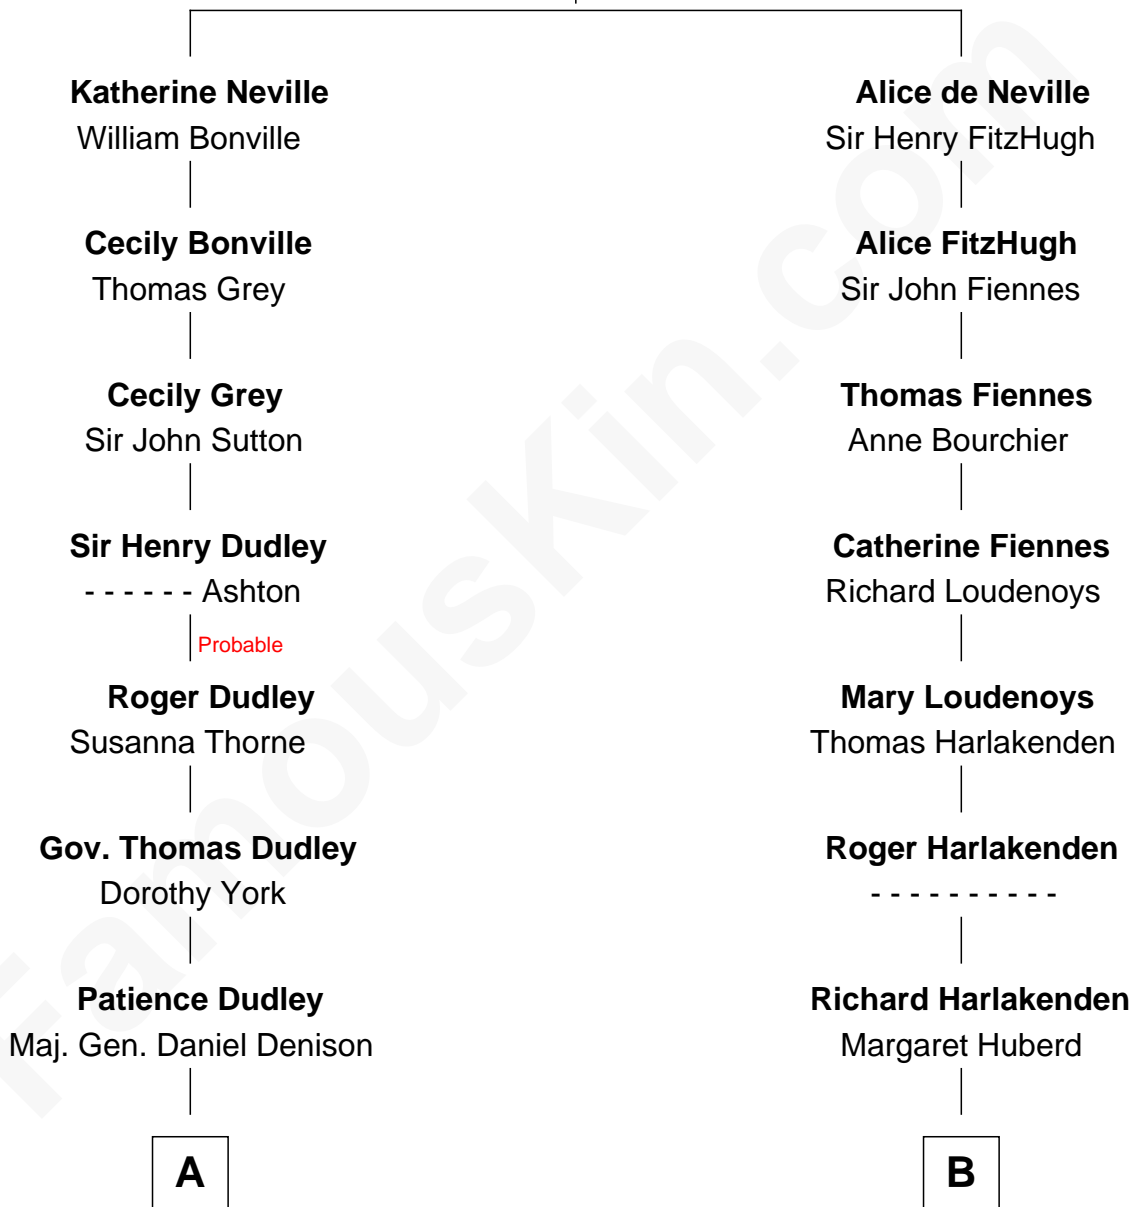 Katherine Neville
William Bonville
Alice de Neville
Sir Henry FitzHugh
Cecily Bonville
Thomas Grey
Alice FitzHugh
Sir John Fiennes
Cecily Grey
Sir John Sutton
Thomas Fiennes
Anne Bourchier
Sir Henry Dudley
- - - - - - Ashton
Catherine Fiennes
Richard Loudenoys
Probable
Roger Dudley
Susanna Thorne
Mary Loudenoys
Thomas Harlakenden
Gov. Thomas Dudley
Dorothy York
Roger Harlakenden
- - - - - - - - - -
Patience Dudley
Maj. Gen. Daniel Denison
Richard Harlakenden
Margaret Huberd
A
B
FamousKin.com